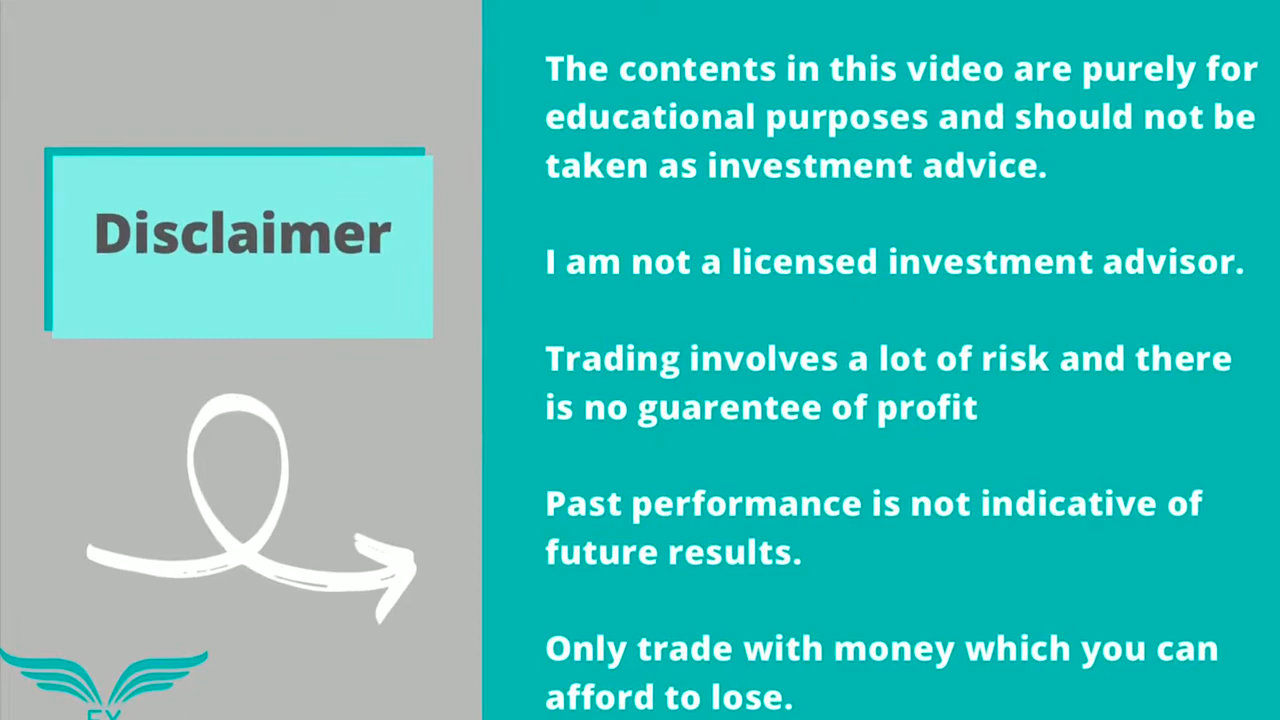 Disclaimer
The contents in this video are purely for
educational purposes and should not be
taken as investment advice.
I am not a licensed investment advisor.
Trading involves a lot of risk and there
is no guarentee of profit
Past performance is not indicative of
future results.
Only trade with money which you can
afford to lose.
FX